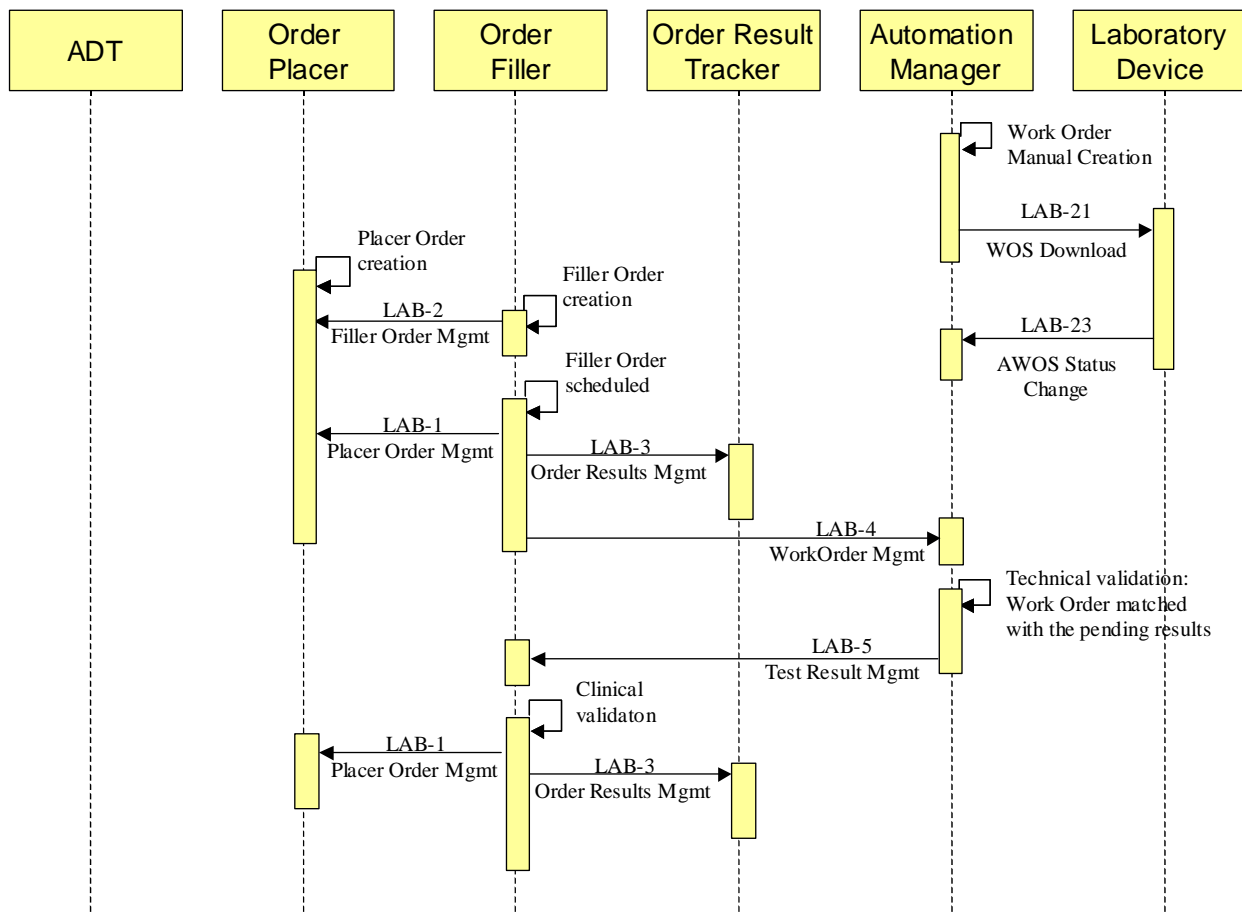 ADT
Order
Placer
Order
Filler
Order Result
Tracker
Automation
Manager
Laboratory
Device
Work Order
Manual Creation
LAB-21
WOS Download
Placer Order
creation
Filler Order
creation
LAB-2
Filler Order Mgmt
LAB-23
AWOS Status
Change
Filler Order
scheduled
LAB-1
Placer Order Mgmt
LAB-3
Order Results Mgmt
LAB-4
WorkOrder Mgmt
Technical validation:
Work Order matched
with the pending results
LAB-5
Test Result Mgmt
Clinical
validaton
LAB-1
Placer Order Mgmt
LAB-3
Order Results Mgmt